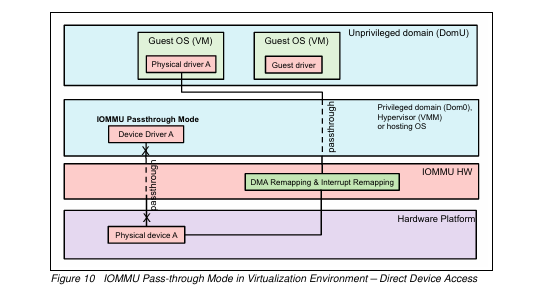 Unprivileged domain (DomU)
Guest OS (VM)
Guest OS (VM)
Physical driver A
Guest driver
IOMMU Passthrough Mode
Device Driver A
passthrough
Privileged domain (Dom0),
Hypervisor (VMM)
or hosting OS
passthrough
IOMMU HW
DMA Remapping & Interrupt Remapping
Hardware Platform
Physical device A
Figure 10 IOMMU Pass-through Mode in Virtualization Environment – Direct Device Access